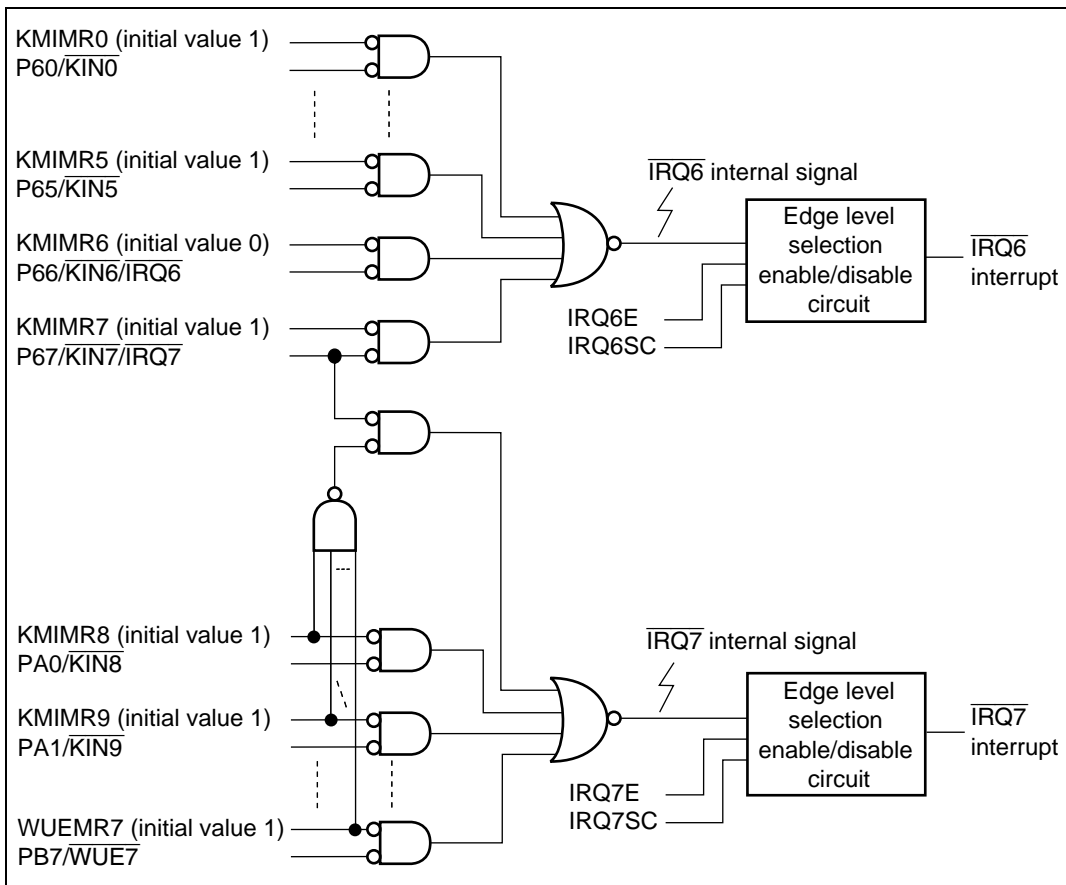 KMIMR0 (initial value 1)
P60/KIN0
KMIMR5 (initial value 1)
P65/KIN5
IRQ6 internal signal
KMIMR6 (initial value 0)
P66/KIN6/IRQ6
Edge level
selection
enable/disable
circuit
IRQ6
interrupt
KMIMR7 (initial value 1)
P67/KIN7/IRQ7
IRQ6E
IRQ6SC
KMIMR8 (initial value 1)
PA0/KIN8
IRQ7 internal signal
KMIMR9 (initial value 1)
PA1/KIN9
Edge level
selection
enable/disable
circuit
IRQ7
interrupt
IRQ7E
IRQ7SC
WUEMR7 (initial value 1)
PB7/WUE7